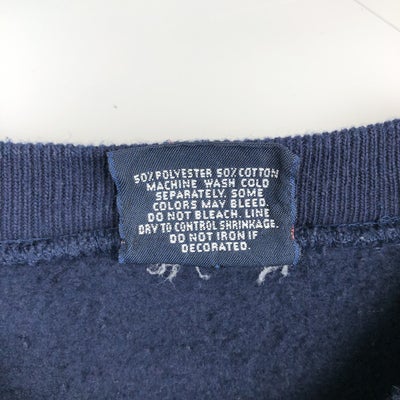 50% POLYESTER 50% COTTON
MACHINE WASH COLD
SEPARATELY. SOME
COLORS MAY BLEED.
DO NOT BLEACH. LINE
DRY TO CONTROL SHRINKAGE.
DO NOT IRON IF
DECORATED.